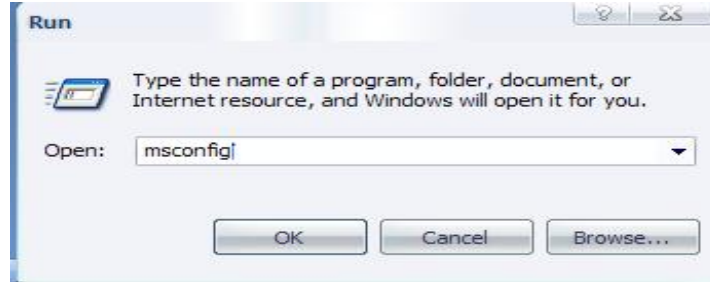 Run
Type the name of a program, folder, document, or
Internet resource, and Windows will open it for you.
Open: msconfig
OK Cancel Browse...